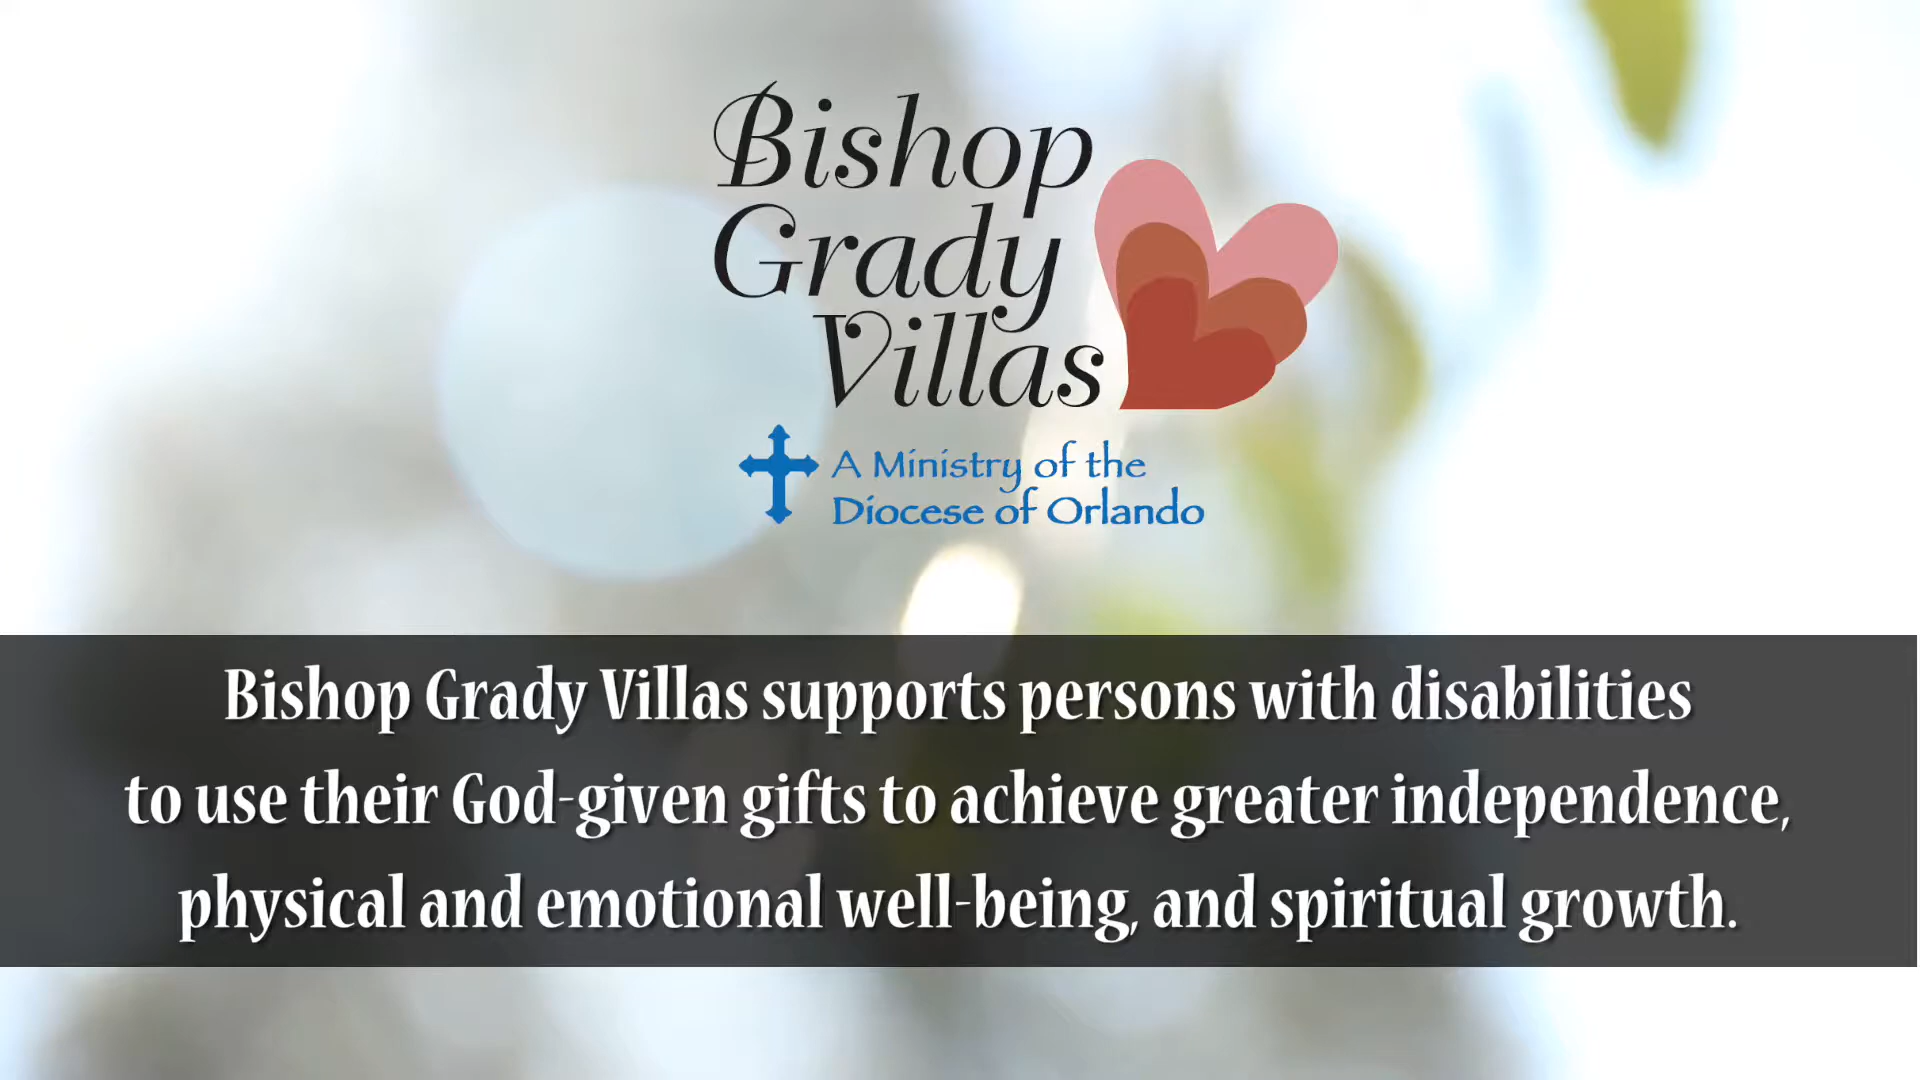 Bishop
Grady
Villas
A Ministry of the
Diocese of Orlando
Bishop Grady Villas supports persons with disabilities
to use their God-given gifts to achieve greater independence,
physical and emotional well-being, and spiritual growth.